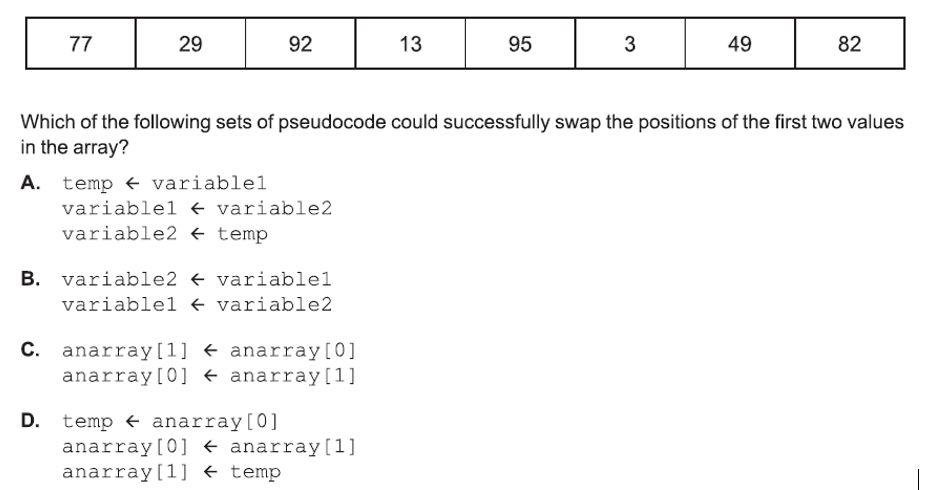 77 29 92 13 95 3 49 82
Which of the following sets of pseudocode could successfully swap the positions of the first two values
in the array?
A. temp ← variable1
variable1 ← variable2
variable2 ← temp
B. variable2 ← variable1
variable1 ← variable2
C. anarray[1] ← anarray[0]
anarray[0] ← anarray[1]
D. temp ← anarray[0]
anarray[0] ← anarray[1]
anarray[1] ← temp